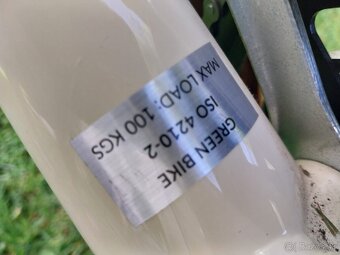 GREEN BIKE
ISO 4210-2
MAX LOAD: 100 KGS